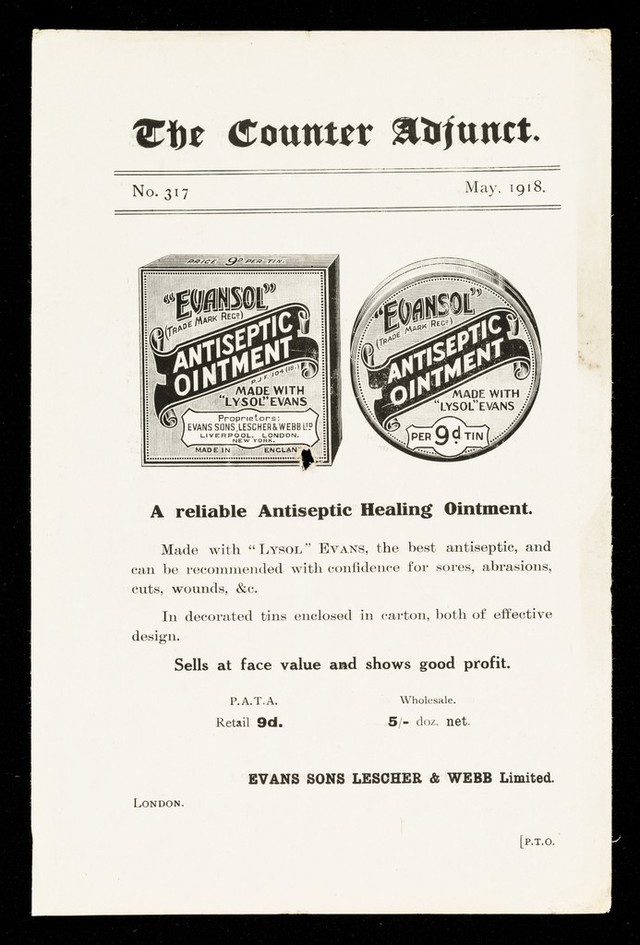 The Counter Adjunct.
No. 317 May, 1918.
PRICE 9D PER TIN.
"EVANSOL"
(TRADE MARK REGD)
ANTISEPTIC
OINTMENT
MADE WITH
"LYSOL" EVANS
Proprietors:
EVANS SONS, LESCHER & WEBB LTD
LIVERPOOL, LONDON,
NEW YORK.
MADE IN ENGLAN
"EVANSOL"
(TRADE MARK REGD)
ANTISEPTIC
OINTMENT
MADE WITH
"LYSOL" EVANS
PER 9d TIN
A reliable Antiseptic Healing Ointment.
Made with "LYSOL" EVANS, the best antiseptic, and
can be recommended with confidence for sores, abrasions,
cuts, wounds, &c.
In decorated tins enclosed in carton, both of effective
design.
Sells at face value and shows good profit.
P.A.T.A. Wholesale.
Retail 9d. 5/- doz. net.
EVANS SONS LESCHER & WEBB Limited.
LONDON.
[P.T.O.